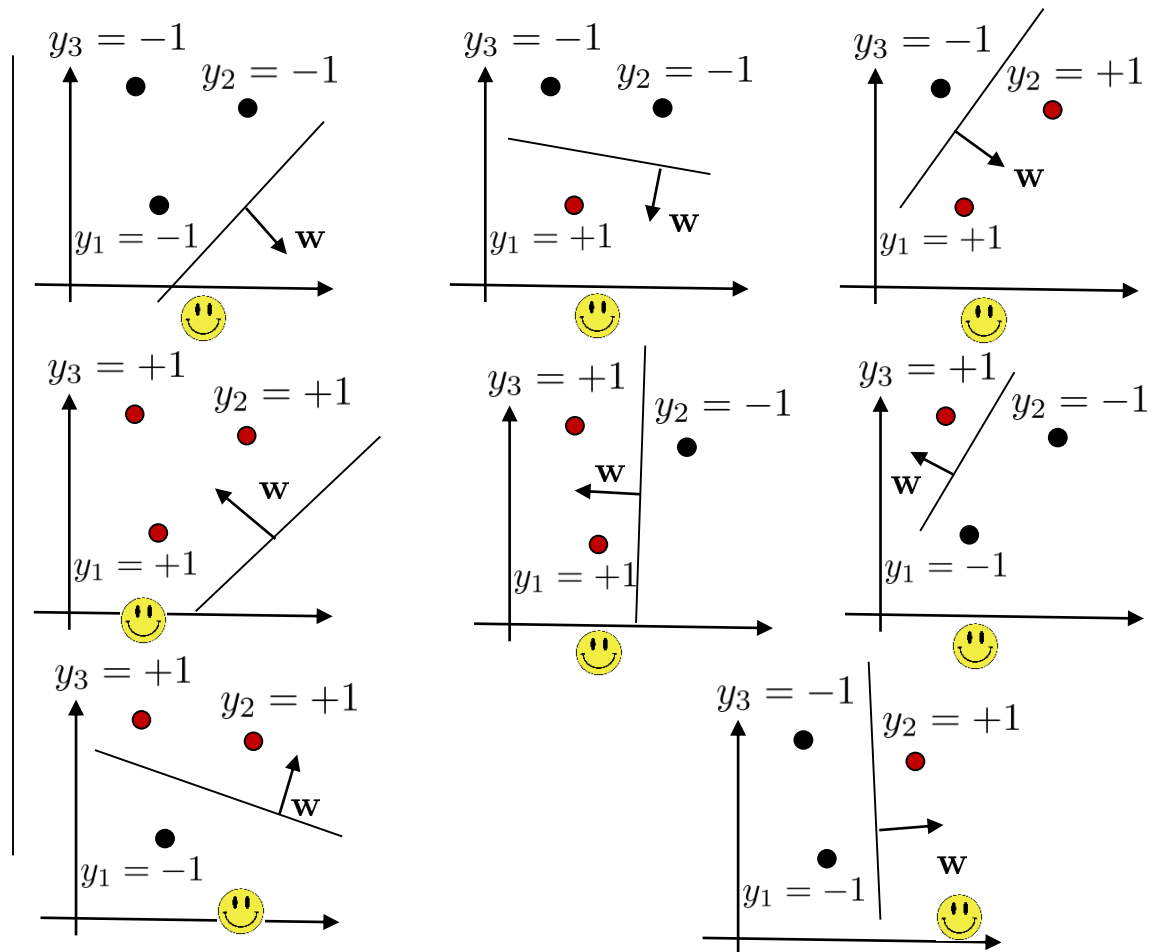 y₃ = −1
y₂ = −1
y₁ = −1
w
y₃ = −1
y₂ = −1
y₁ = +1
w
y₃ = −1
y₂ = +1
y₁ = +1
w
y₃ = +1
y₂ = +1
w
y₁ = +1
y₃ = +1
y₂ = −1
w
y₁ = +1
y₃ = +1
y₂ = −1
w
y₁ = −1
y₃ = +1
y₂ = +1
w
y₁ = −1
y₃ = −1
y₂ = +1
w
y₁ = −1